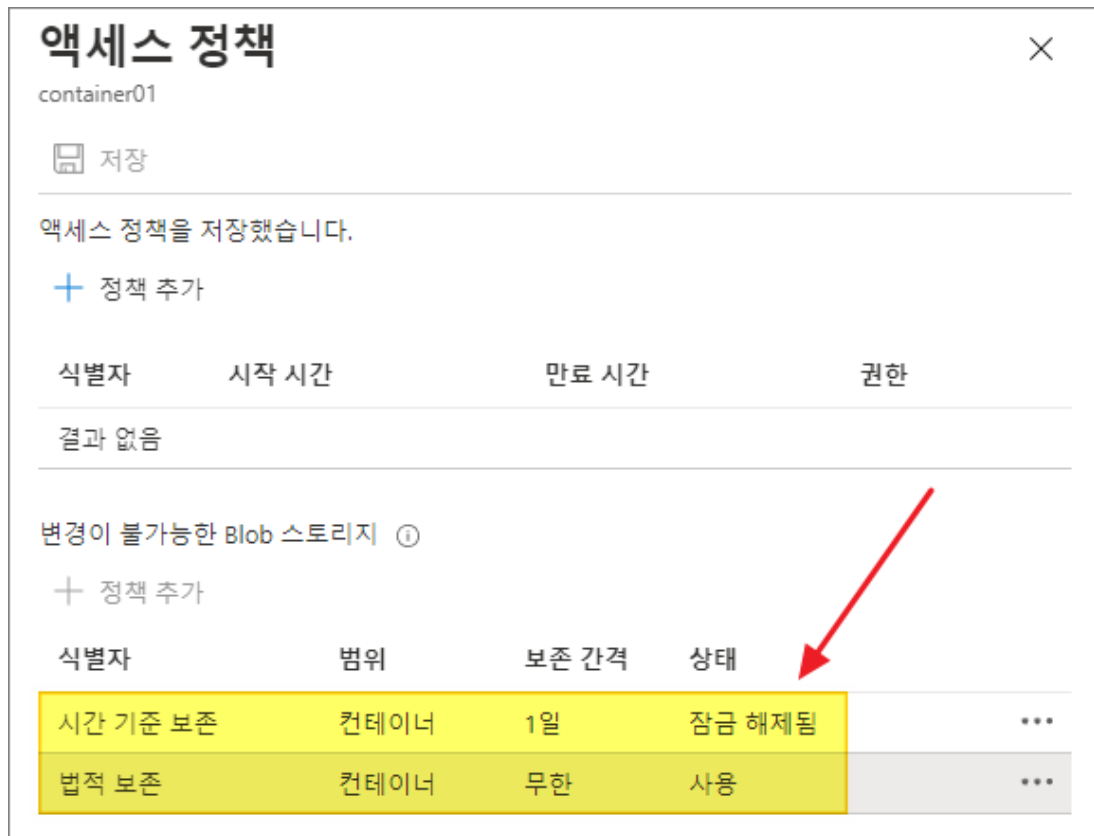 액세스 정책
container01
저장
액세스 정책을 저장했습니다.
정책 추가
식별자 시작 시간 만료 시간 권한
결과 없음
변경이 불가능한 Blob 스토리지
정책 추가
식별자 범위 보존 간격 상태
시간 기준 보존 컨테이너 1일 잠금 해제됨
법적 보존 컨테이너 무한 사용